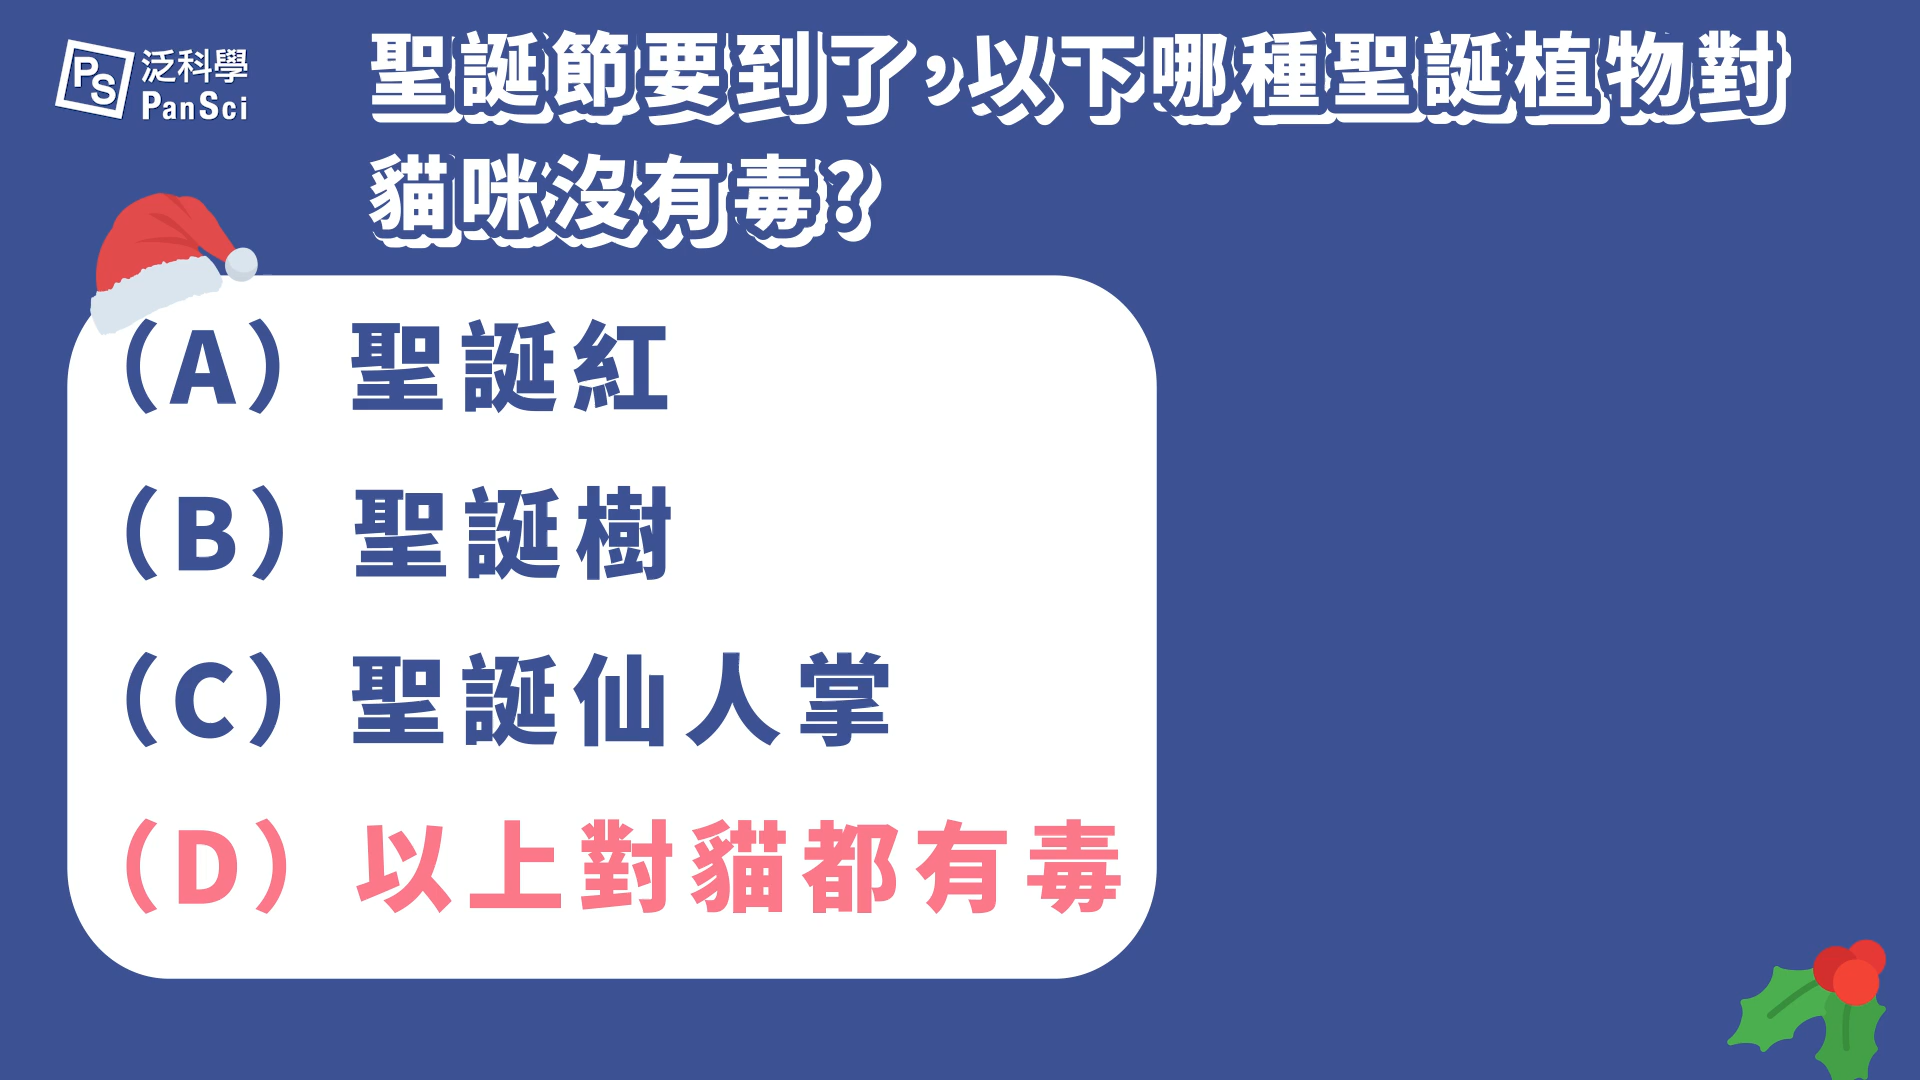 PS 泛科學
PanSci
聖誕節要到了，以下哪種聖誕植物對
貓咪沒有毒？
（A）聖誕紅
（B）聖誕樹
（C）聖誕仙人掌
（D）以上對貓都有毒